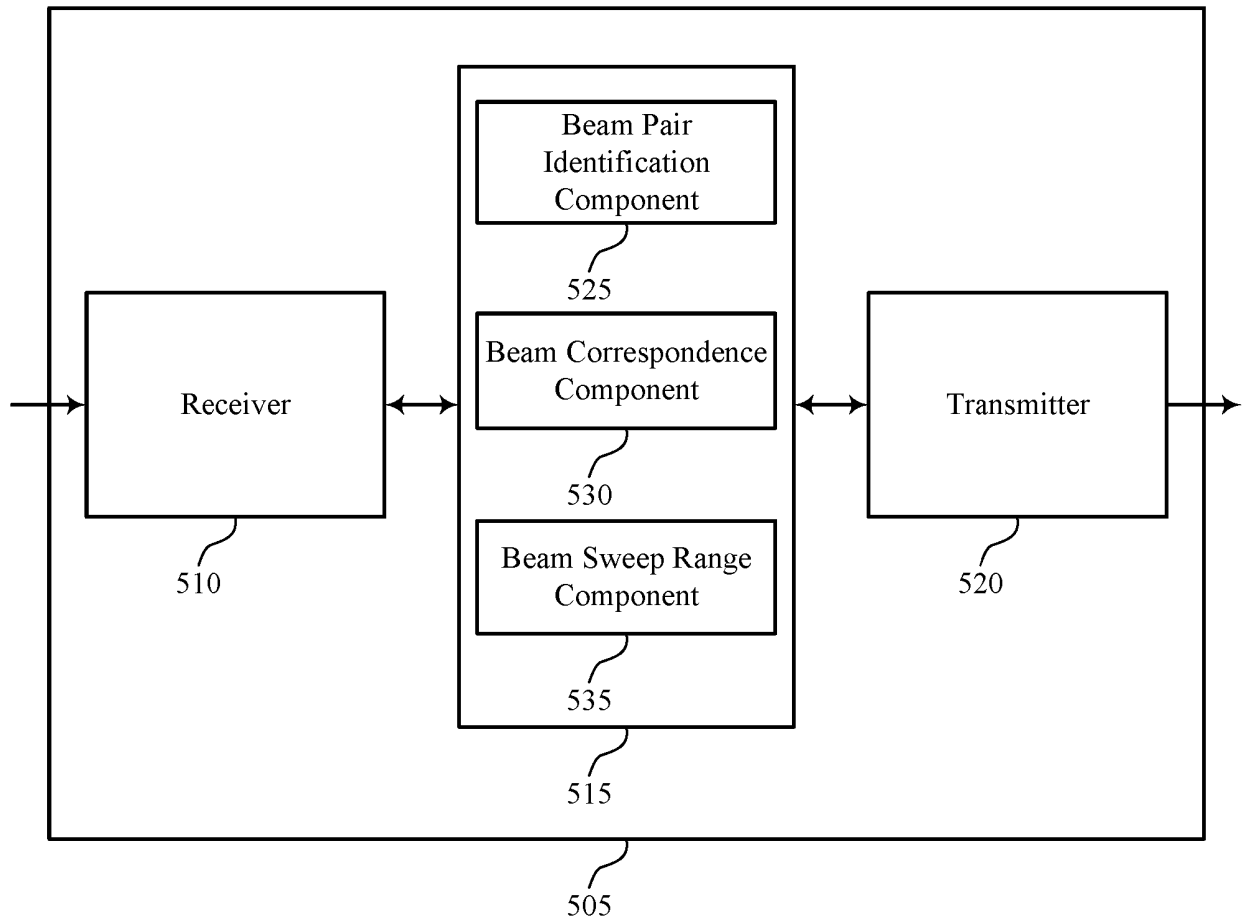 Beam Pair
Identification
Component
525
Receiver
510
Beam Correspondence
Component
530
Transmitter
520
Beam Sweep Range
Component
535
515
505